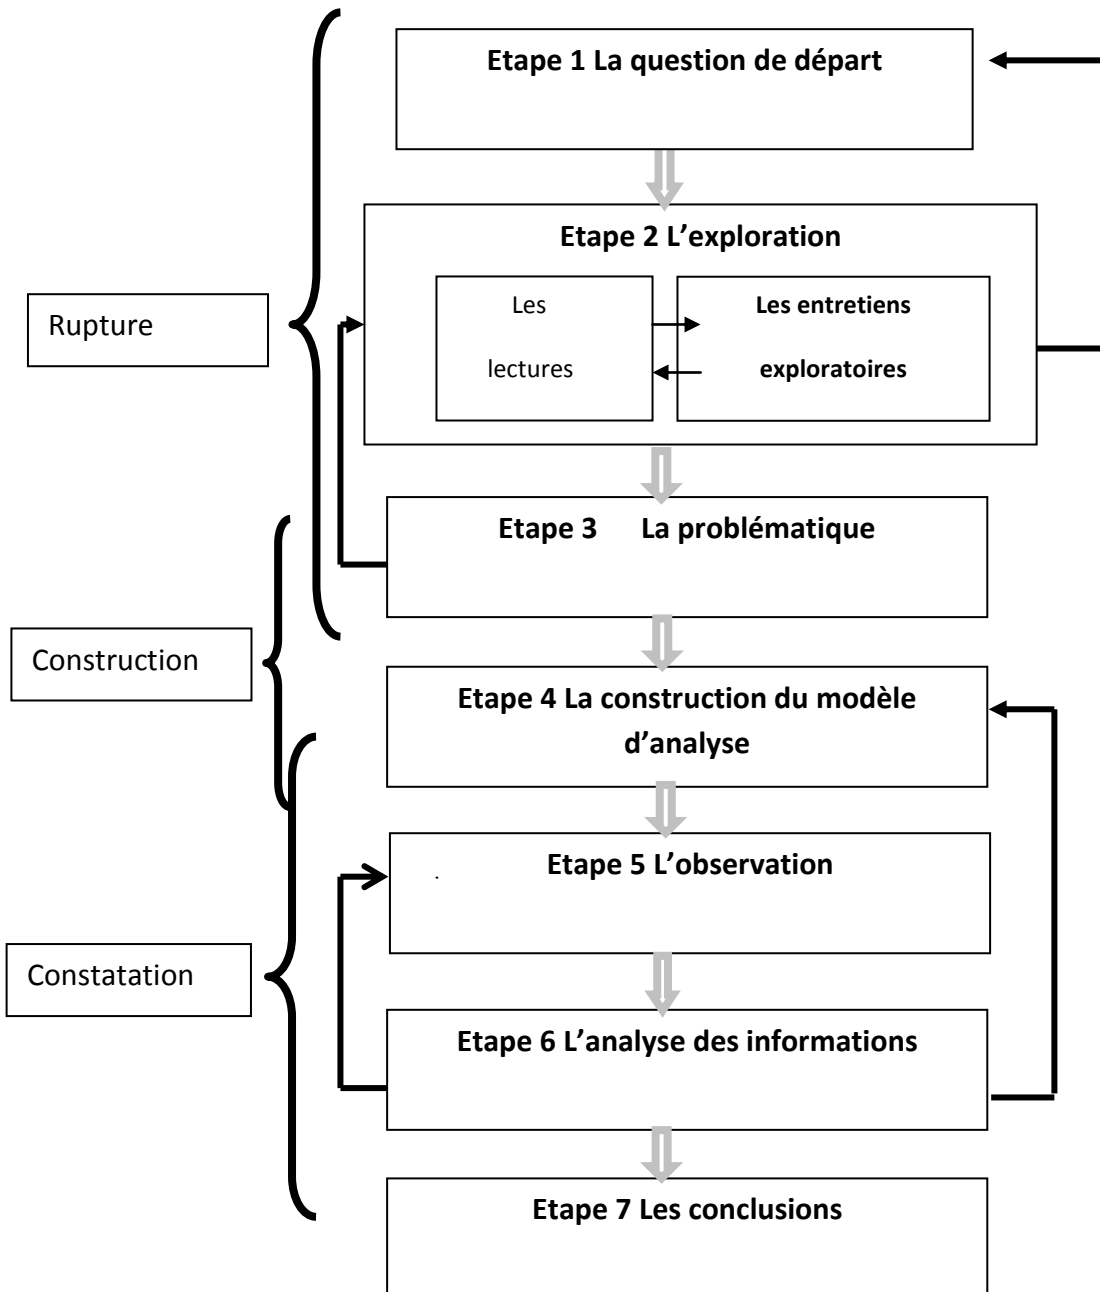 Etape 1 La question de départ
Etape 2 L’exploration
Rupture
Les
Les entretiens
lectures
exploratoires
Etape 3 La problématique
Construction
Etape 4 La construction du modèle
d’analyse
Etape 5 L’observation
.
Constatation
Etape 6 L’analyse des informations
Etape 7 Les conclusions